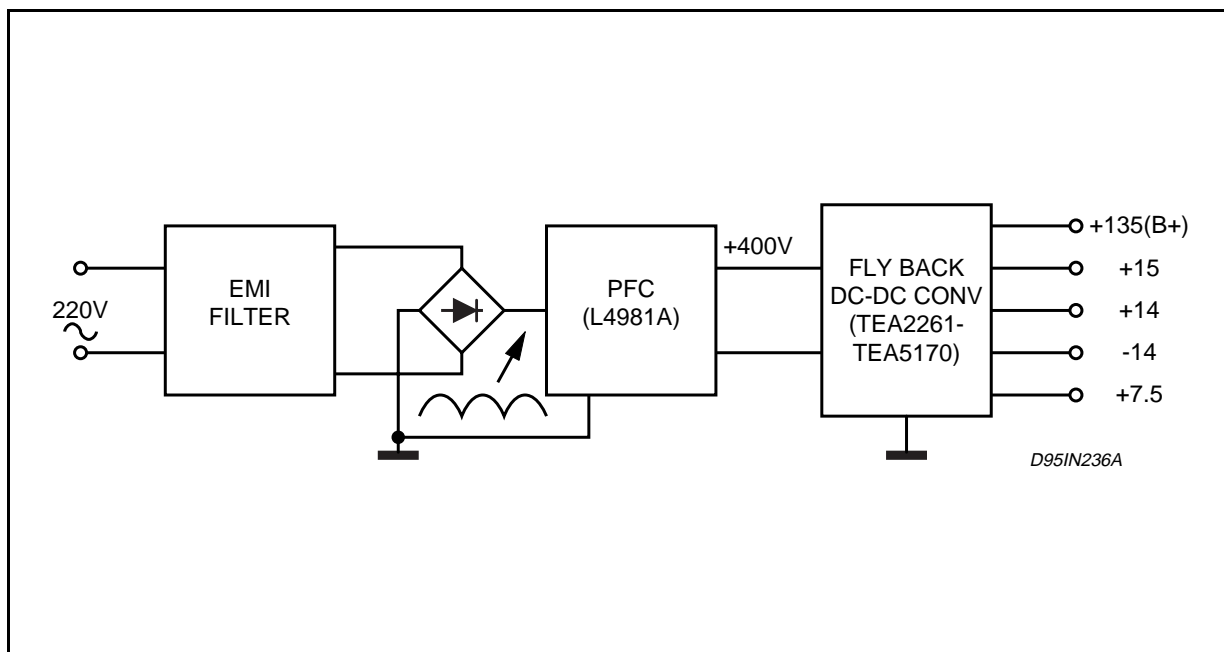 220V
EMI
FILTER
PFC
(L4981A)
+400V
FLY BACK
DC-DC CONV
(TEA2261-
TEA5170)
+135(B+)
+15
+14
-14
+7.5
D95IN236A